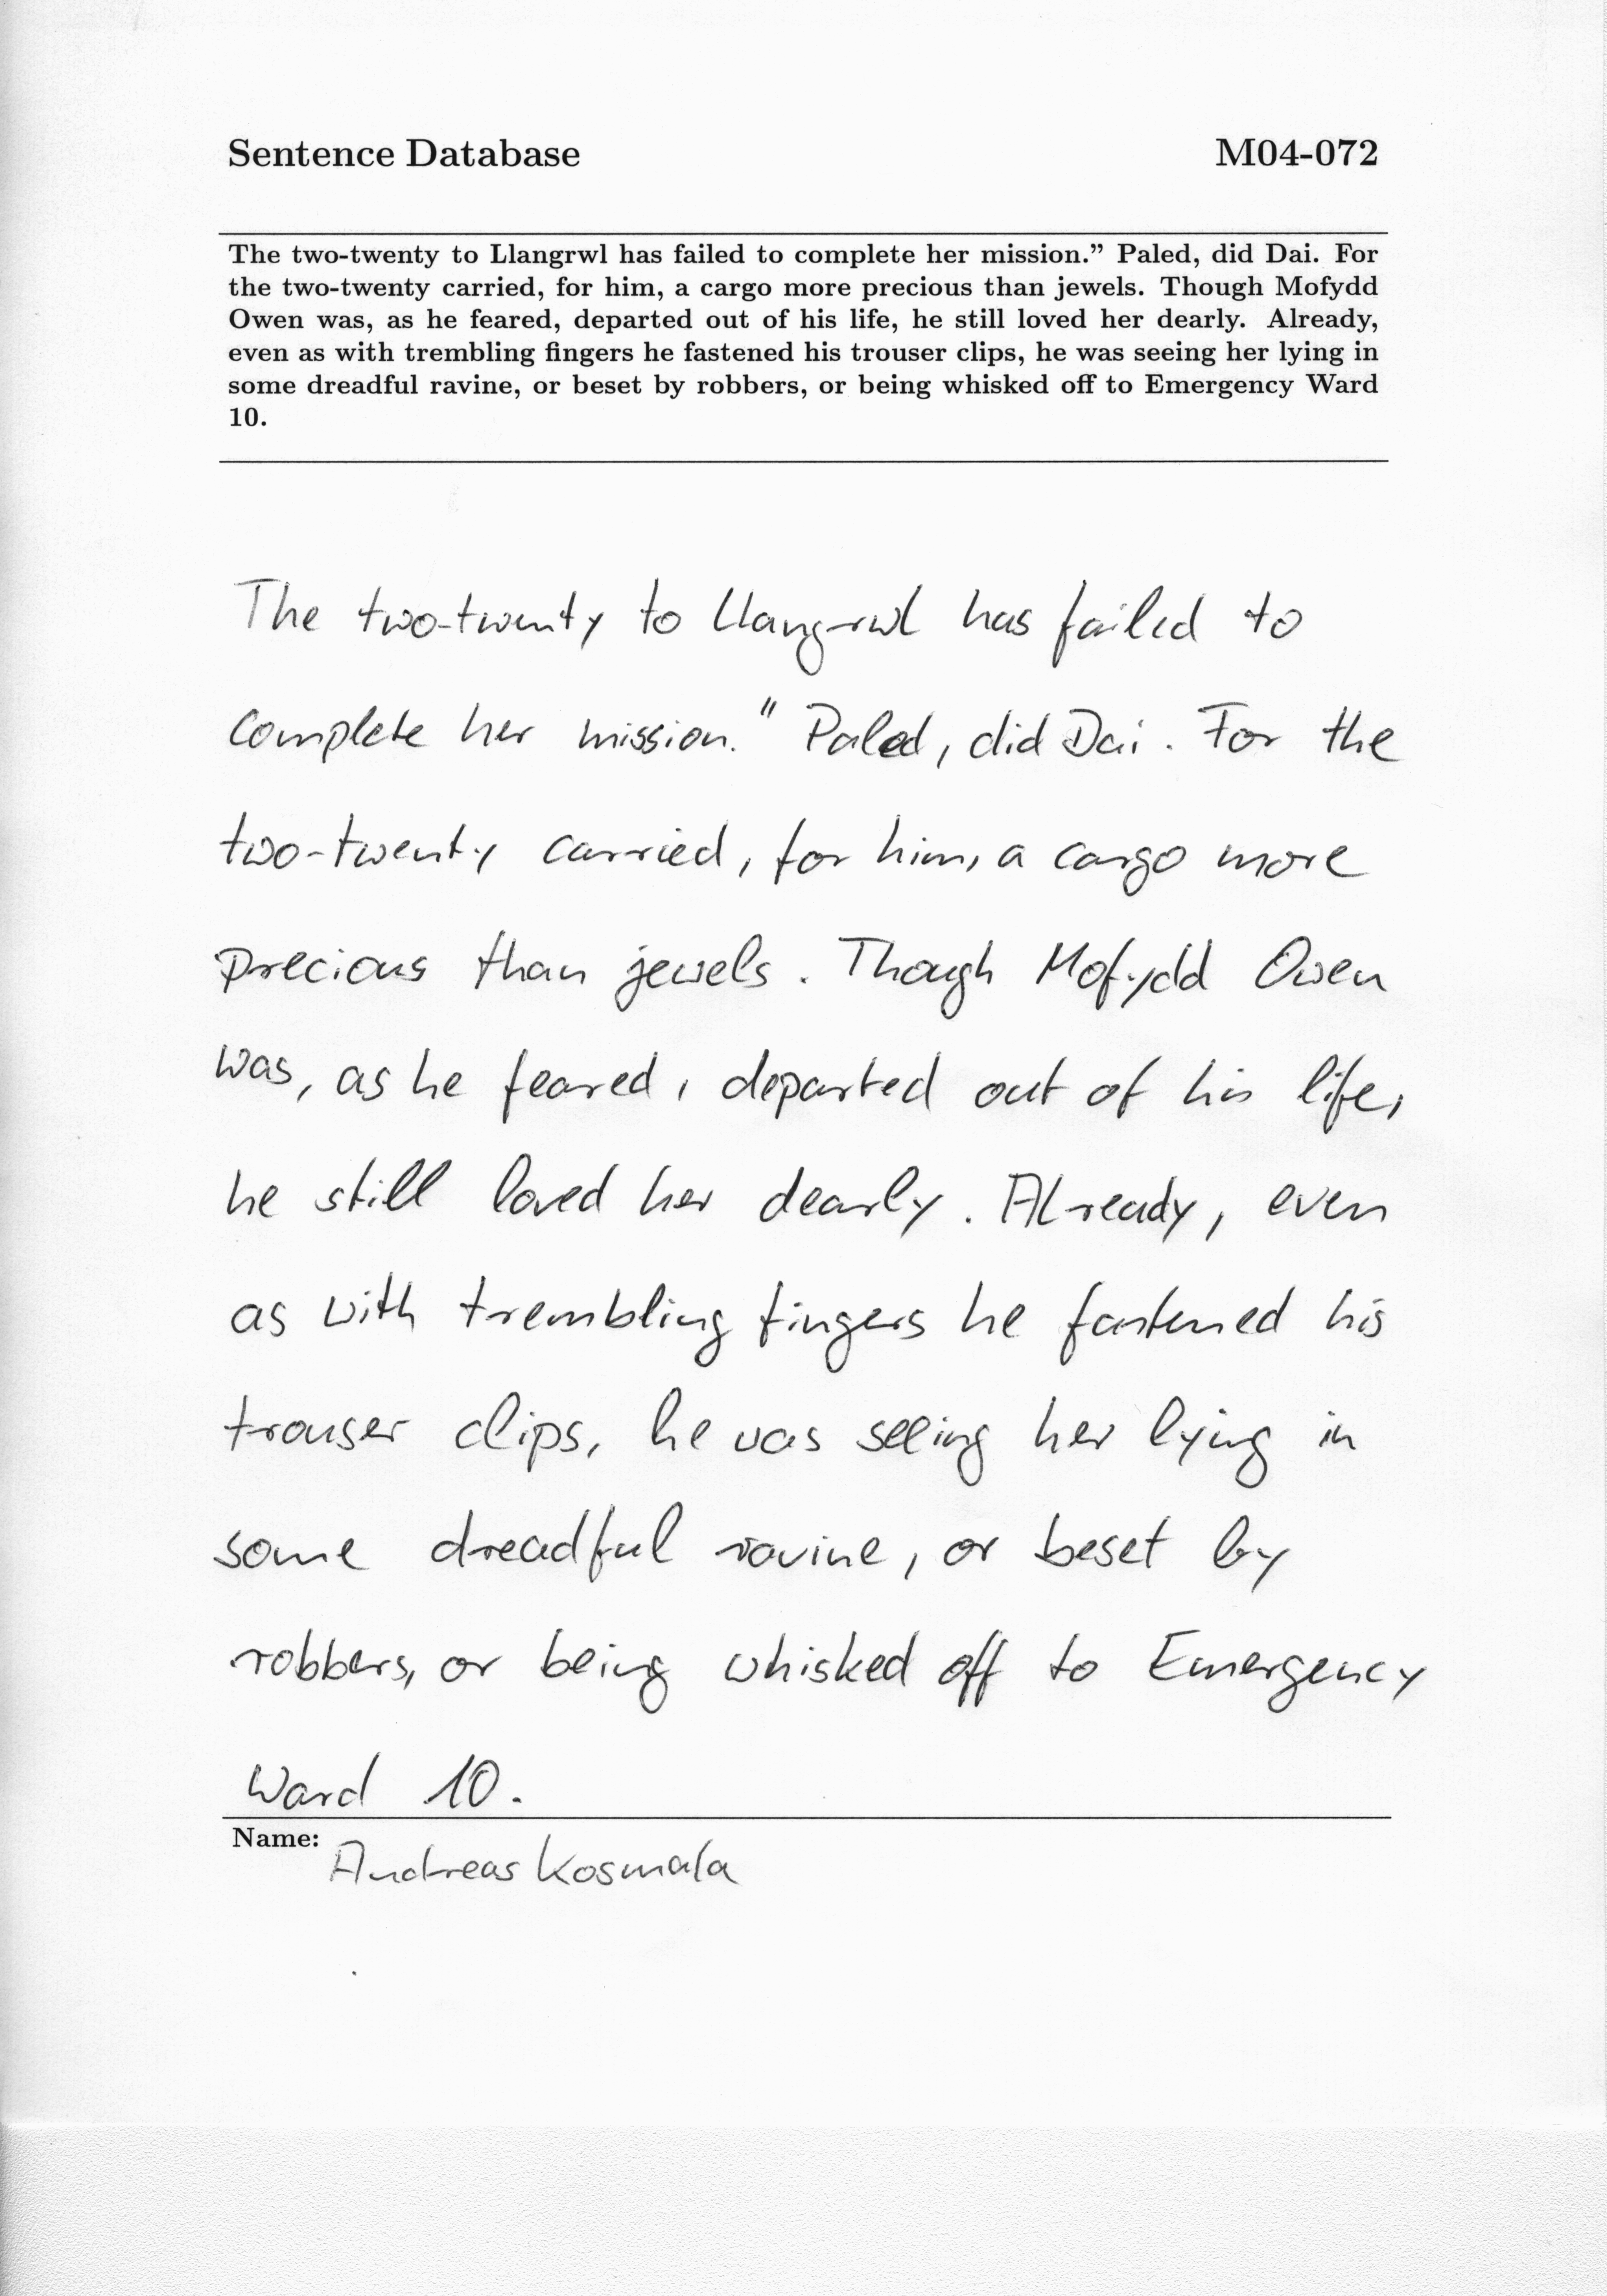 Sentence Database M04-072
The two-twenty to Llangrwl has failed to complete her mission.” Paled, did Dai. For
the two-twenty carried, for him, a cargo more precious than jewels. Though Mofydd
Owen was, as he feared, departed out of his life, he still loved her dearly. Already,
even as with trembling fingers he fastened his trouser clips, he was seeing her lying in
some dreadful ravine, or beset by robbers, or being whisked off to Emergency Ward
10.
The two-twenty to Llangrwl has failed to
complete her mission." Paled, did Dai. For the
two-twenty carried, for him, a cargo more
precious than jewels. Though Mofydd Owen
was, as he feared, departed out of his life,
he still loved her dearly. Already, even
as with trembling fingers he fastened his
trouser clips, he was seeing her lying in
some dreadful ravine, or beset by
robbers, or being whisked off to Emergency
Ward 10.
Name: Andreas Kosmala